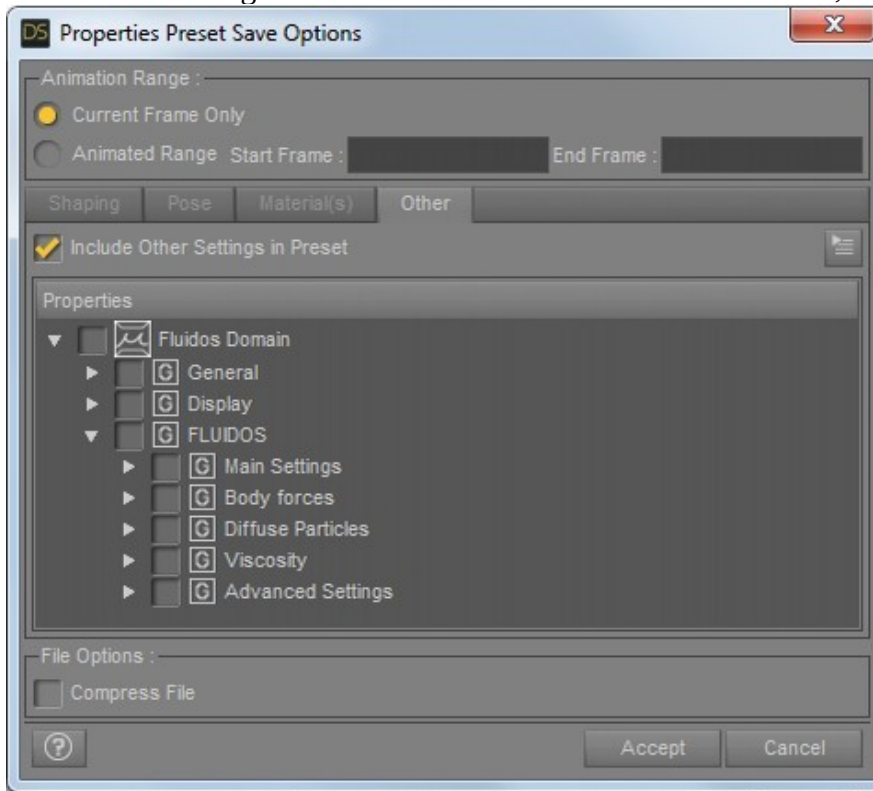 DS Properties Preset Save Options
Animation Range :
Current Frame Only
Animated Range Start Frame : End Frame :
Shaping Pose Material(s) Other
Include Other Settings in Preset
Properties
Fluidos Domain
G General
G Display
G FLUIDOS
G Main Settings
G Body forces
G Diffuse Particles
G Viscosity
G Advanced Settings
File Options :
Compress File
? Accept Cancel